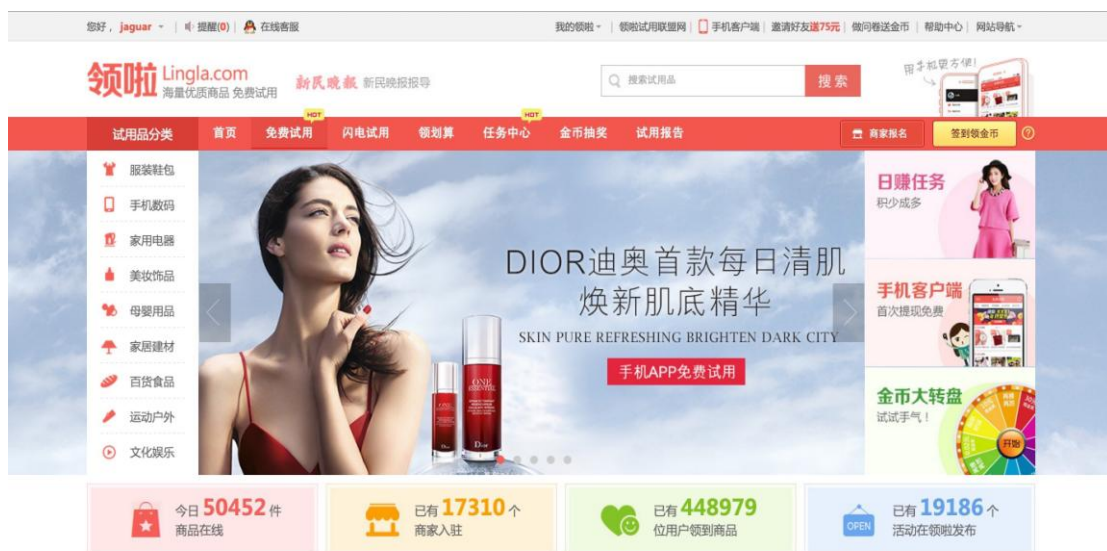 您好，jaguar
提醒(0)
在线客服
我的领啦
领啦试用联盟网
手机客户端
邀请好友送75元
做问卷送金币
帮助中心
网站导航
领啦 Lingla.com
海量优质商品 免费试用
新民晚报 新民晚报报导
搜索试用品
搜索
试用品分类
首页
免费试用
HOT
闪电试用
领划算
任务中心
HOT
金币抽奖
试用报告
商家报名
签到领金币
服装鞋包
手机数码
家用电器
美妆饰品
母婴用品
家居建材
百货食品
运动户外
文化娱乐
DIOR迪奥首款每日清肌
焕新肌底精华
SKIN PURE REFRESHING BRIGHTEN DARK CITY
手机APP免费试用
ONE
ESSENTIAL
Dior
Dior
日赚任务
积少成多
手机客户端
首次提现免费
金币大转盘
试试手气！
开始
今日 50452 件
商品在线
已有 17310 个
商家入驻
已有 448979
位用户领到商品
OPEN
已有 19186 个
活动在领啦发布